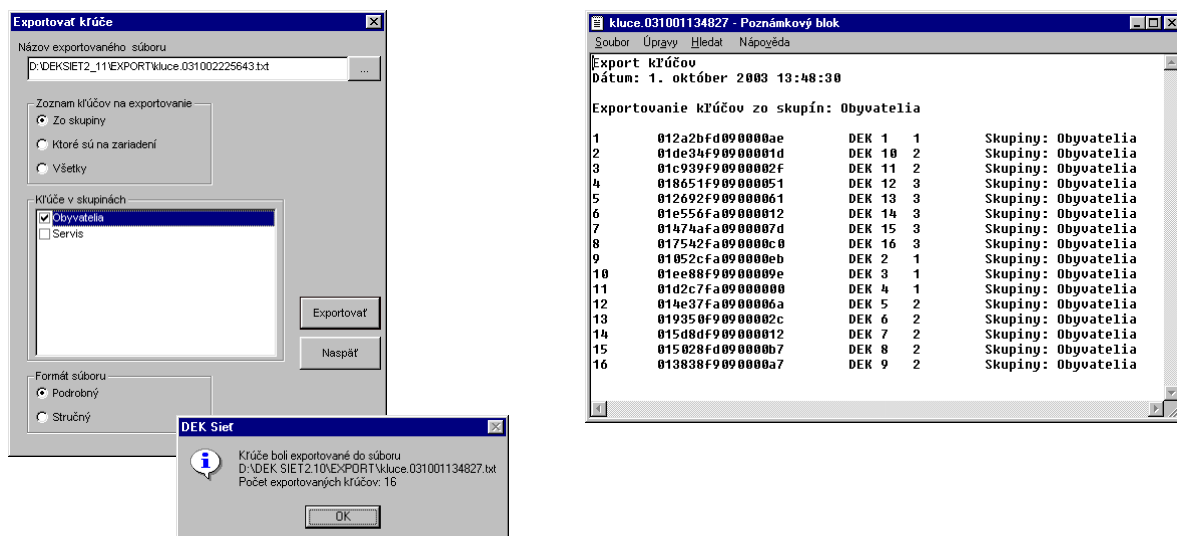 Exportovať kľúče
Názov exportovaného súboru
D:\DEKSIET2_11\EXPORT\kluce.031002225643.txt
...
Zoznam kľúčov na exportovanie
Zo skupiny
Ktoré sú na zariadení
Všetky
Kľúče v skupinách
Obyvatelia
Servis
Exportovať
Naspäť
Formát súboru
Podrobný
Stručný
DEK Sieť
Kľúče boli exportované do súboru
D:\DEK SIET2.10\EXPORT\kluce.031001134827.txt
Počet exportovaných kľúčov: 16
OK
kluce.031001134827 - Poznámkový blok
Soubor Úpravy Hledat Nápověda
Export kľúčov
Dátum: 1. október 2003 13:48:30
Exportovanie kľúčov zo skupín: Obyvatelia
1 012a2bfd090000ae DEK 1 1 Skupiny: Obyvatelia
2 01de34f90900001d DEK 10 2 Skupiny: Obyvatelia
3 01c939f90900002f DEK 11 2 Skupiny: Obyvatelia
4 018651f909000051 DEK 12 3 Skupiny: Obyvatelia
5 012692f909000061 DEK 13 3 Skupiny: Obyvatelia
6 01e556fa09000012 DEK 14 3 Skupiny: Obyvatelia
7 01474afa0900007d DEK 15 3 Skupiny: Obyvatelia
8 017542fa090000c0 DEK 16 3 Skupiny: Obyvatelia
9 01052cfa090000eb DEK 2 1 Skupiny: Obyvatelia
10 01ee88f90900009e DEK 3 1 Skupiny: Obyvatelia
11 01d2c7fa09000000 DEK 4 1 Skupiny: Obyvatelia
12 014e37fa0900006a DEK 5 2 Skupiny: Obyvatelia
13 019350f90900002c DEK 6 2 Skupiny: Obyvatelia
14 015d8df909000012 DEK 7 2 Skupiny: Obyvatelia
15 015028fd090000b7 DEK 8 2 Skupiny: Obyvatelia
16 013838f9090000a7 DEK 9 2 Skupiny: Obyvatelia